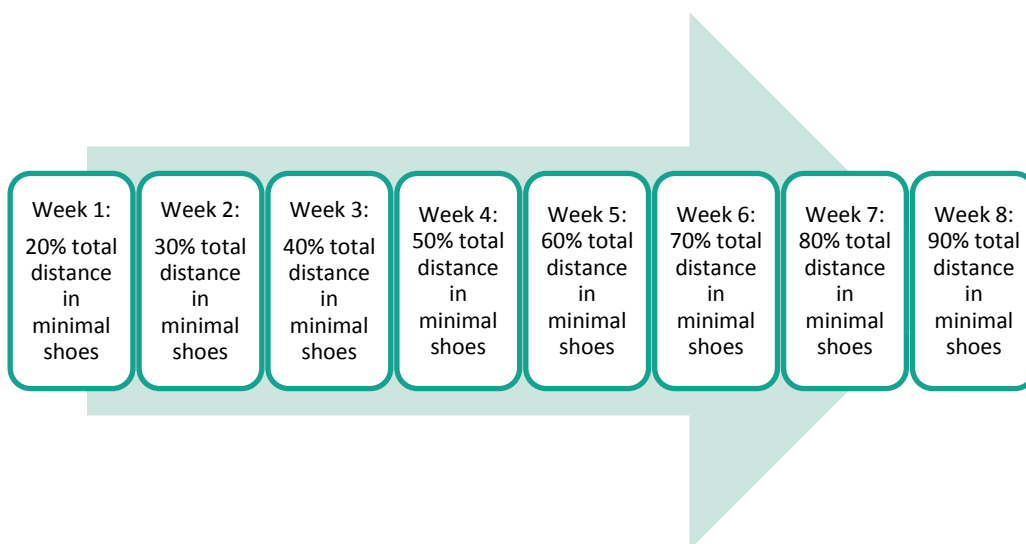 Week 1:
20% total
distance
in
minimal
shoes
Week 2:
30% total
distance
in
minimal
shoes
Week 3:
40% total
distance
in
minimal
shoes
Week 4:
50% total
distance
in
minimal
shoes
Week 5:
60% total
distance
in
minimal
shoes
Week 6:
70% total
distance
in
minimal
shoes
Week 7:
80% total
distance
in
minimal
shoes
Week 8:
90% total
distance
in
minimal
shoes